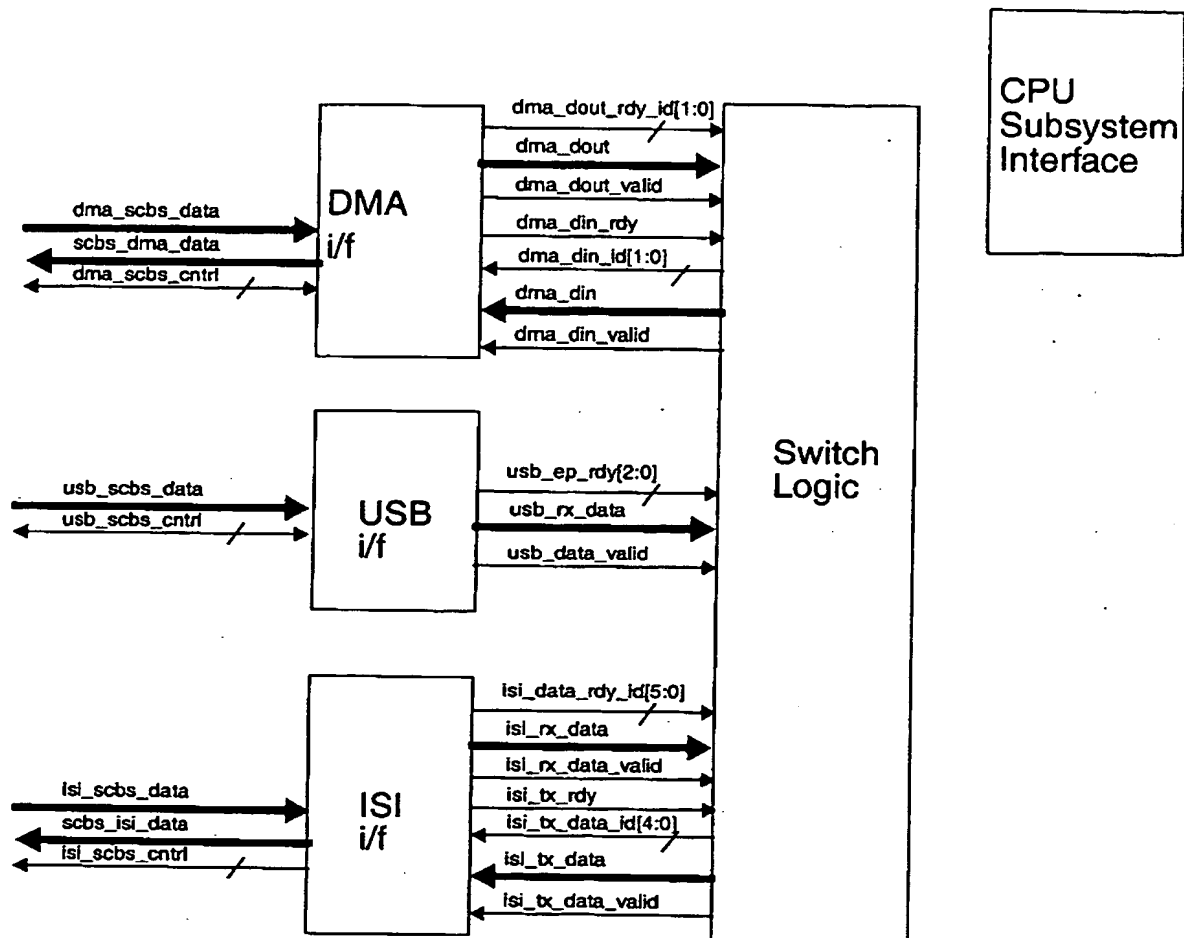 CPU
Subsystem
Interface
dma_dout_rdy_id[1:0]
dma_dout
dma_dout_valid
dma_din_rdy
dma_din_id[1:0]
dma_din
dma_din_valid
DMA
i/f
dma_scbs_data
scbs_dma_data
dma_scbs_cntrl
Switch
Logic
usb_ep_rdy[2:0]
usb_rx_data
usb_data_valid
USB
i/f
usb_scbs_data
usb_scbs_cntrl
isi_data_rdy_id[5:0]
isi_rx_data
isi_rx_data_valid
isi_tx_rdy
isi_tx_data_id[4:0]
isi_tx_data
isi_tx_data_valid
ISI
i/f
isi_scbs_data
scbs_isi_data
isi_scbs_cntrl